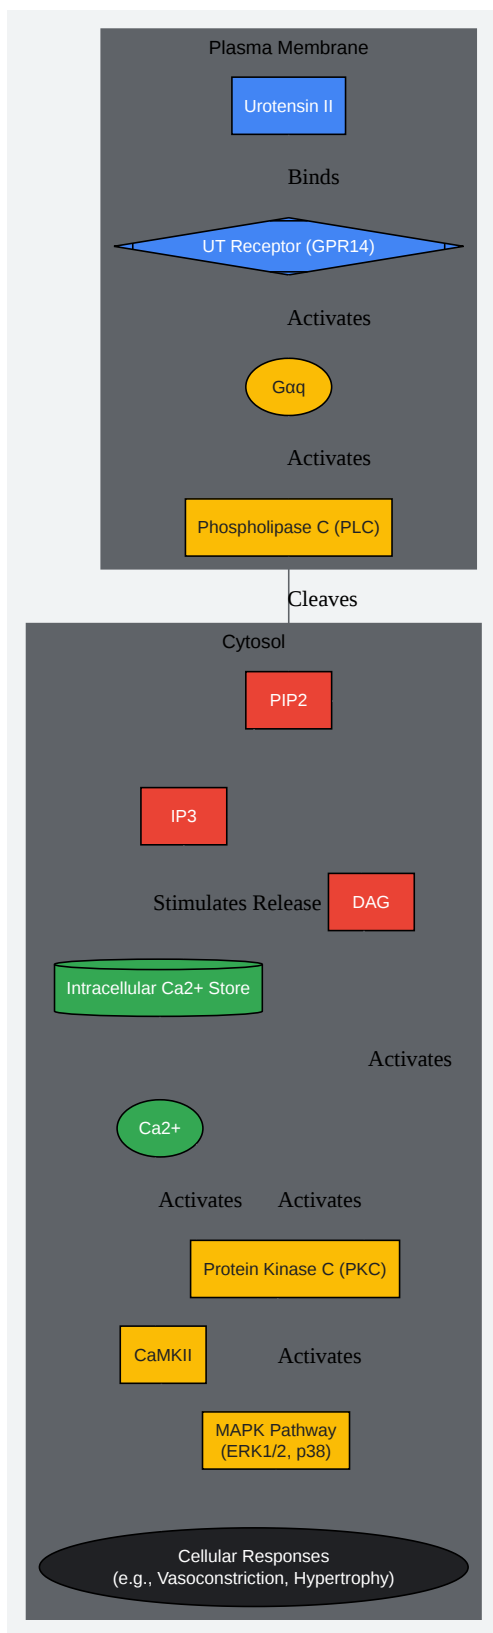 Plasma Membrane
Urotensin II
Binds
UT Receptor (GPR14)
Activates
Gαq
Activates
Phospholipase C (PLC)
Cleaves
Cytosol
PIP2
IP3
Stimulates Release
DAG
Intracellular Ca2+ Store
Activates
Ca2+
Activates
Activates
Protein Kinase C (PKC)
CaMKII
Activates
MAPK Pathway
(ERK1/2, p38)
Cellular Responses
(e.g., Vasoconstriction, Hypertrophy)